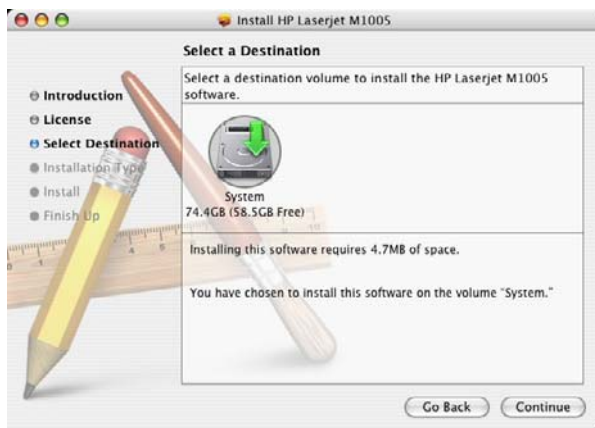 Install HP Laserjet M1005
Select a Destination
Introduction
License
Select Destination
Installation Type
Install
Finish Up
Select a destination volume to install the HP Laserjet M1005
software.
System
74.4GB (58.5GB Free)
Installing this software requires 4.7MB of space.
You have chosen to install this software on the volume "System."
Go Back
Continue